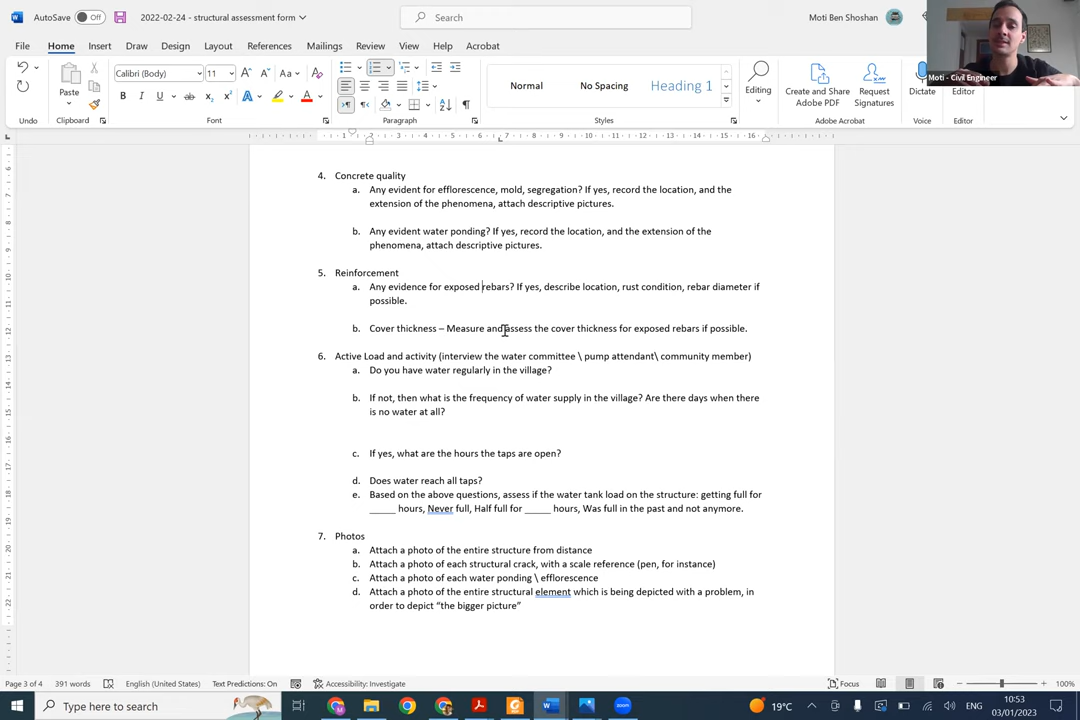 AutoSave Off 2022-02-24 - structural assessment form Search Moti Ben Shoshan
File Home Insert Draw Design Layout References Mailings Review View Help Acrobat
Moti - Civil Engineer
Calibri (Body) 11
Paste
Normal No Spacing Heading 1
Editing
Create and Share Adobe PDF
Request Signatures
Dictate
Editor
Undo Clipboard Font Paragraph Styles Adobe Acrobat Voice Editor
4. Concrete quality
a. Any evident for efflorescence, mold, segregation? If yes, record the location, and the
extension of the phenomena, attach descriptive pictures.
b. Any evident water ponding? If yes, record the location, and the extension of the
phenomena, attach descriptive pictures.
5. Reinforcement
a. Any evidence for exposed rebars? If yes, describe location, rust condition, rebar diameter if
possible.
b. Cover thickness – Measure and assess the cover thickness for exposed rebars if possible.
6. Active Load and activity (interview the water committee \ pump attendant\ community member)
a. Do you have water regularly in the village?
b. If not, then what is the frequency of water supply in the village? Are there days when there
is no water at all?
c. If yes, what are the hours the taps are open?
d. Does water reach all taps?
e. Based on the above questions, assess if the water tank load on the structure: getting full for
_____ hours, Never full, Half full for _____ hours, Was full in the past and not anymore.
7. Photos
a. Attach a photo of the entire structure from distance
b. Attach a photo of each structural crack, with a scale reference (pen, for instance)
c. Attach a photo of each water ponding \ efflorescence
d. Attach a photo of the entire structural element which is being depicted with a problem, in
order to depict “the bigger picture”
Page 3 of 4 391 words English (United States) Text Predictions: On Accessibility: Investigate Focus 100%
Type here to search 19°C ENG 10:53
03/01/2023